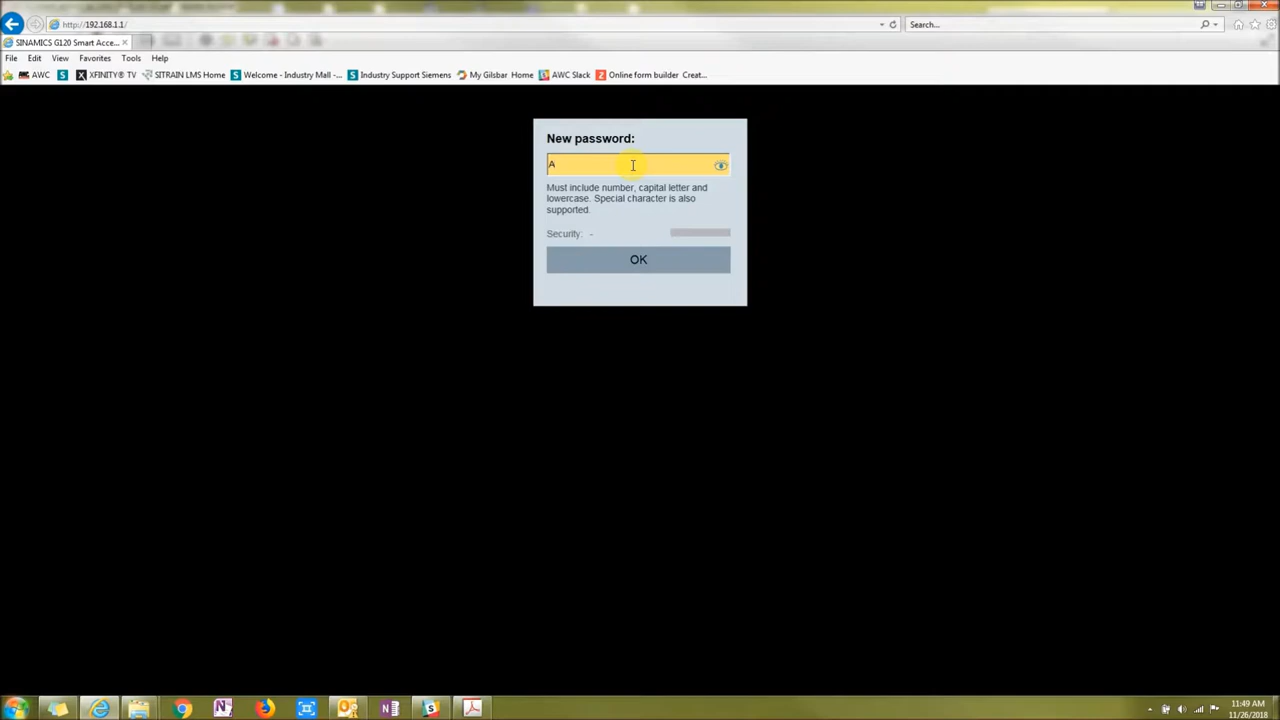 http://192.168.1.1/
Search...
SINAMICS G120 Smart Acce...
File Edit View Favorites Tools Help
AWC
XFINITY® TV
SITRAIN LMS Home
Welcome - Industry Mall -...
Industry Support Siemens
My Gilsbar Home
AWC Slack
Online form builder Creat...
New password:
A
Must include number, capital letter and
lowercase. Special character is also
supported.
Security: -
OK
11:49 AM
11/26/2018